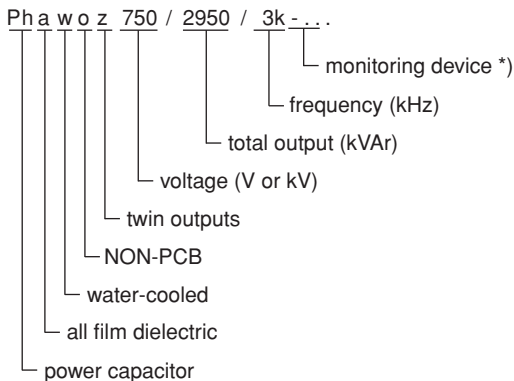 Ph a w o z 750 / 2950 / 3k - ...
monitoring device *)
frequency (kHz)
total output (kVAr)
voltage (V or kV)
twin outputs
NON-PCB
water-cooled
all film dielectric
power capacitor